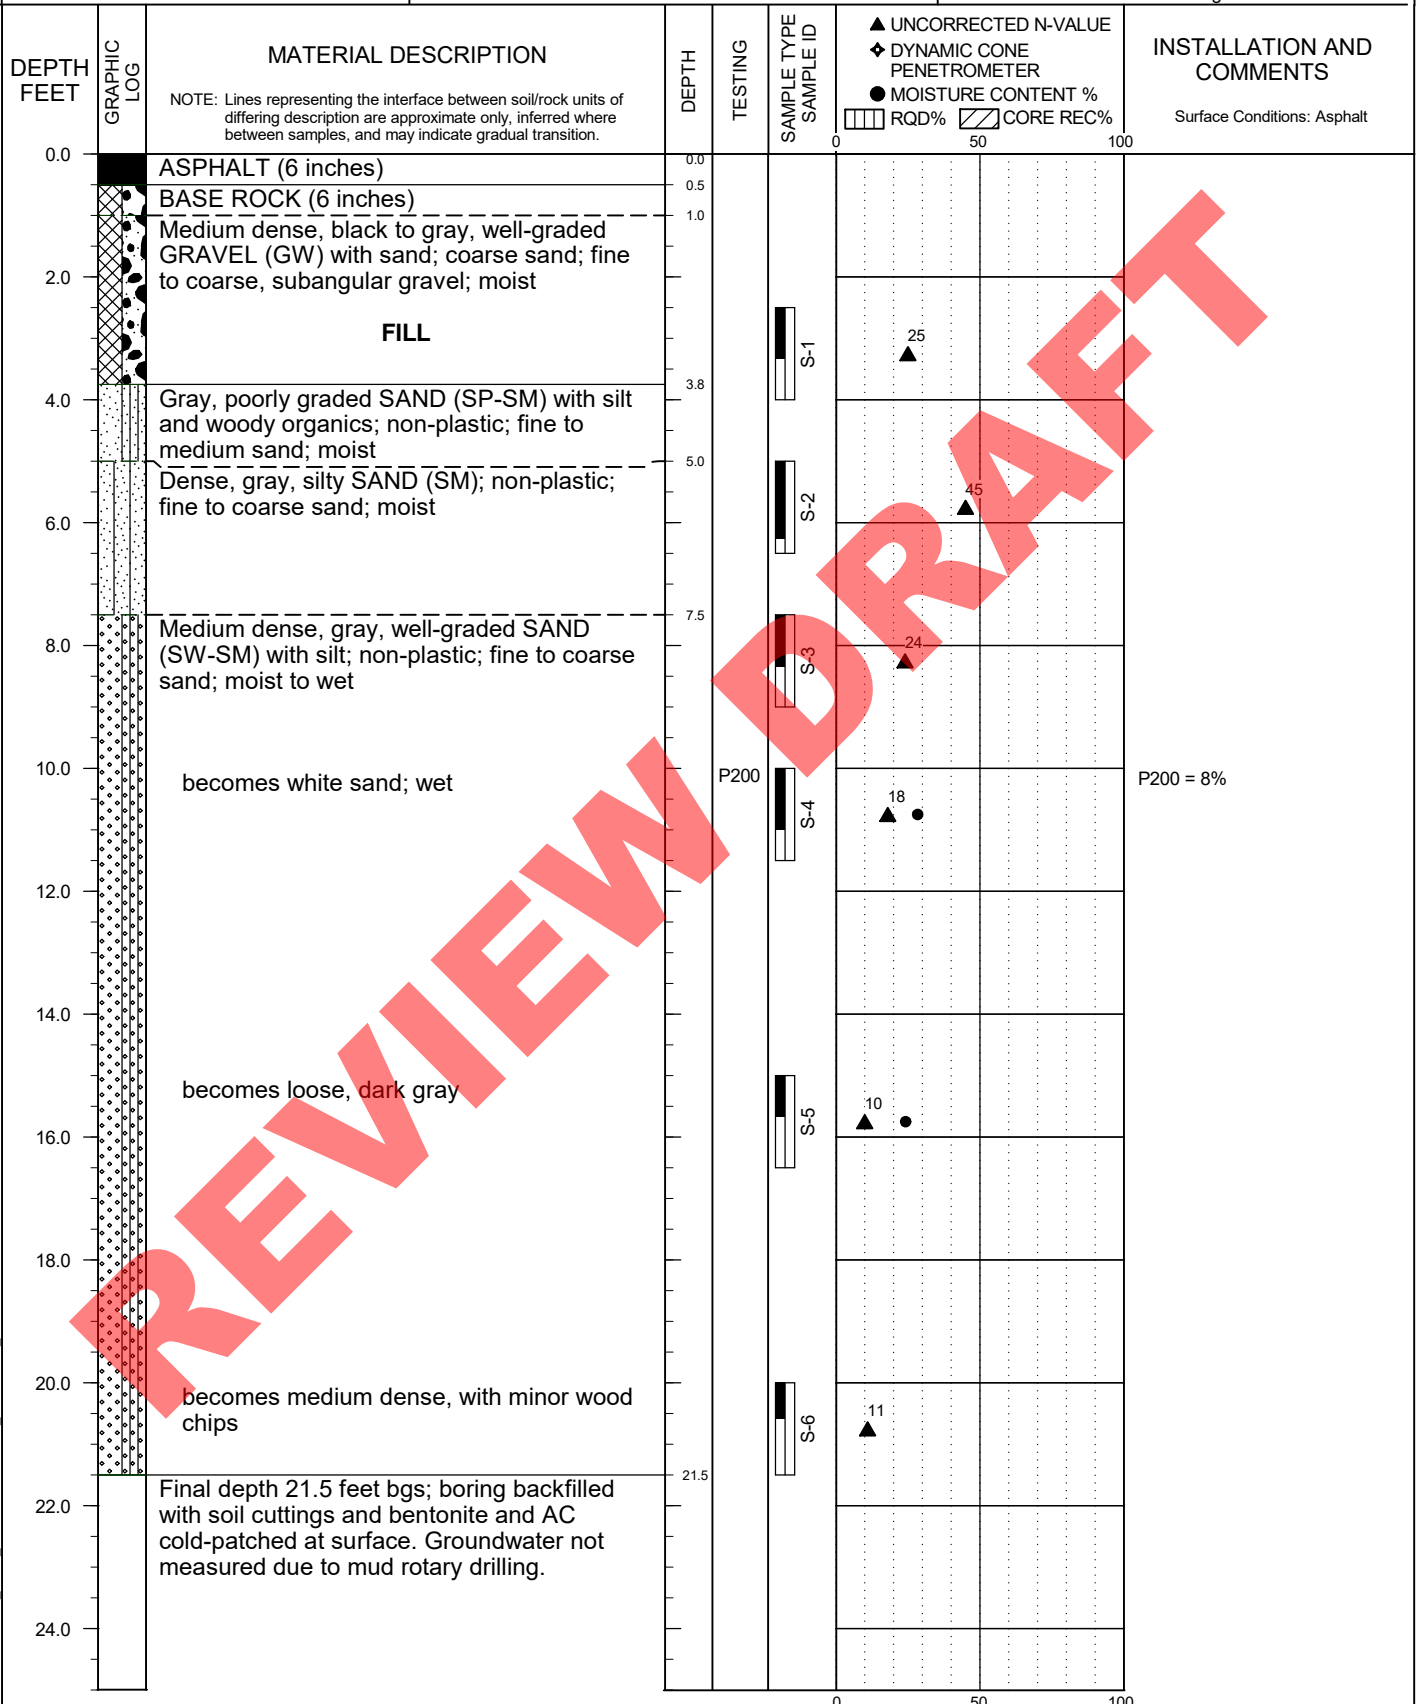 DEPTH
FEET
GRAPHIC
LOG
MATERIAL DESCRIPTION
NOTE: Lines representing the interface between soil/rock units of
differing description are approximate only, inferred where
between samples, and may indicate gradual transition.
DEPTH
TESTING
SAMPLE TYPE
SAMPLE ID
UNCORRECTED N-VALUE
DYNAMIC CONE
PENETROMETER
MOISTURE CONTENT %
RQD% CORE REC%
0 50 100
INSTALLATION AND
COMMENTS
Surface Conditions: Asphalt
0.0
ASPHALT (6 inches)
0.0
0.5
BASE ROCK (6 inches)
1.0
Medium dense, black to gray, well-graded
GRAVEL (GW) with sand; coarse sand; fine
to coarse, subangular gravel; moist
2.0
FILL
S-1
25
3.8
4.0
Gray, poorly graded SAND (SP-SM) with silt
and woody organics; non-plastic; fine to
medium sand; moist
5.0
Dense, gray, silty SAND (SM); non-plastic;
fine to coarse sand; moist
S-2
45
6.0
7.5
Medium dense, gray, well-graded SAND
(SW-SM) with silt; non-plastic; fine to coarse
sand; moist to wet
8.0
S-3
24
10.0
becomes white sand; wet
P200
S-4
18
P200 = 8%
12.0
14.0
becomes loose, dark gray
S-5
10
16.0
18.0
20.0
becomes medium dense, with minor wood
chips
S-6
11
21.5
Final depth 21.5 feet bgs; boring backfilled
with soil cuttings and bentonite and AC
cold-patched at surface. Groundwater not
measured due to mud rotary drilling.
22.0
24.0
0 50 100
REVIEW DRAFT